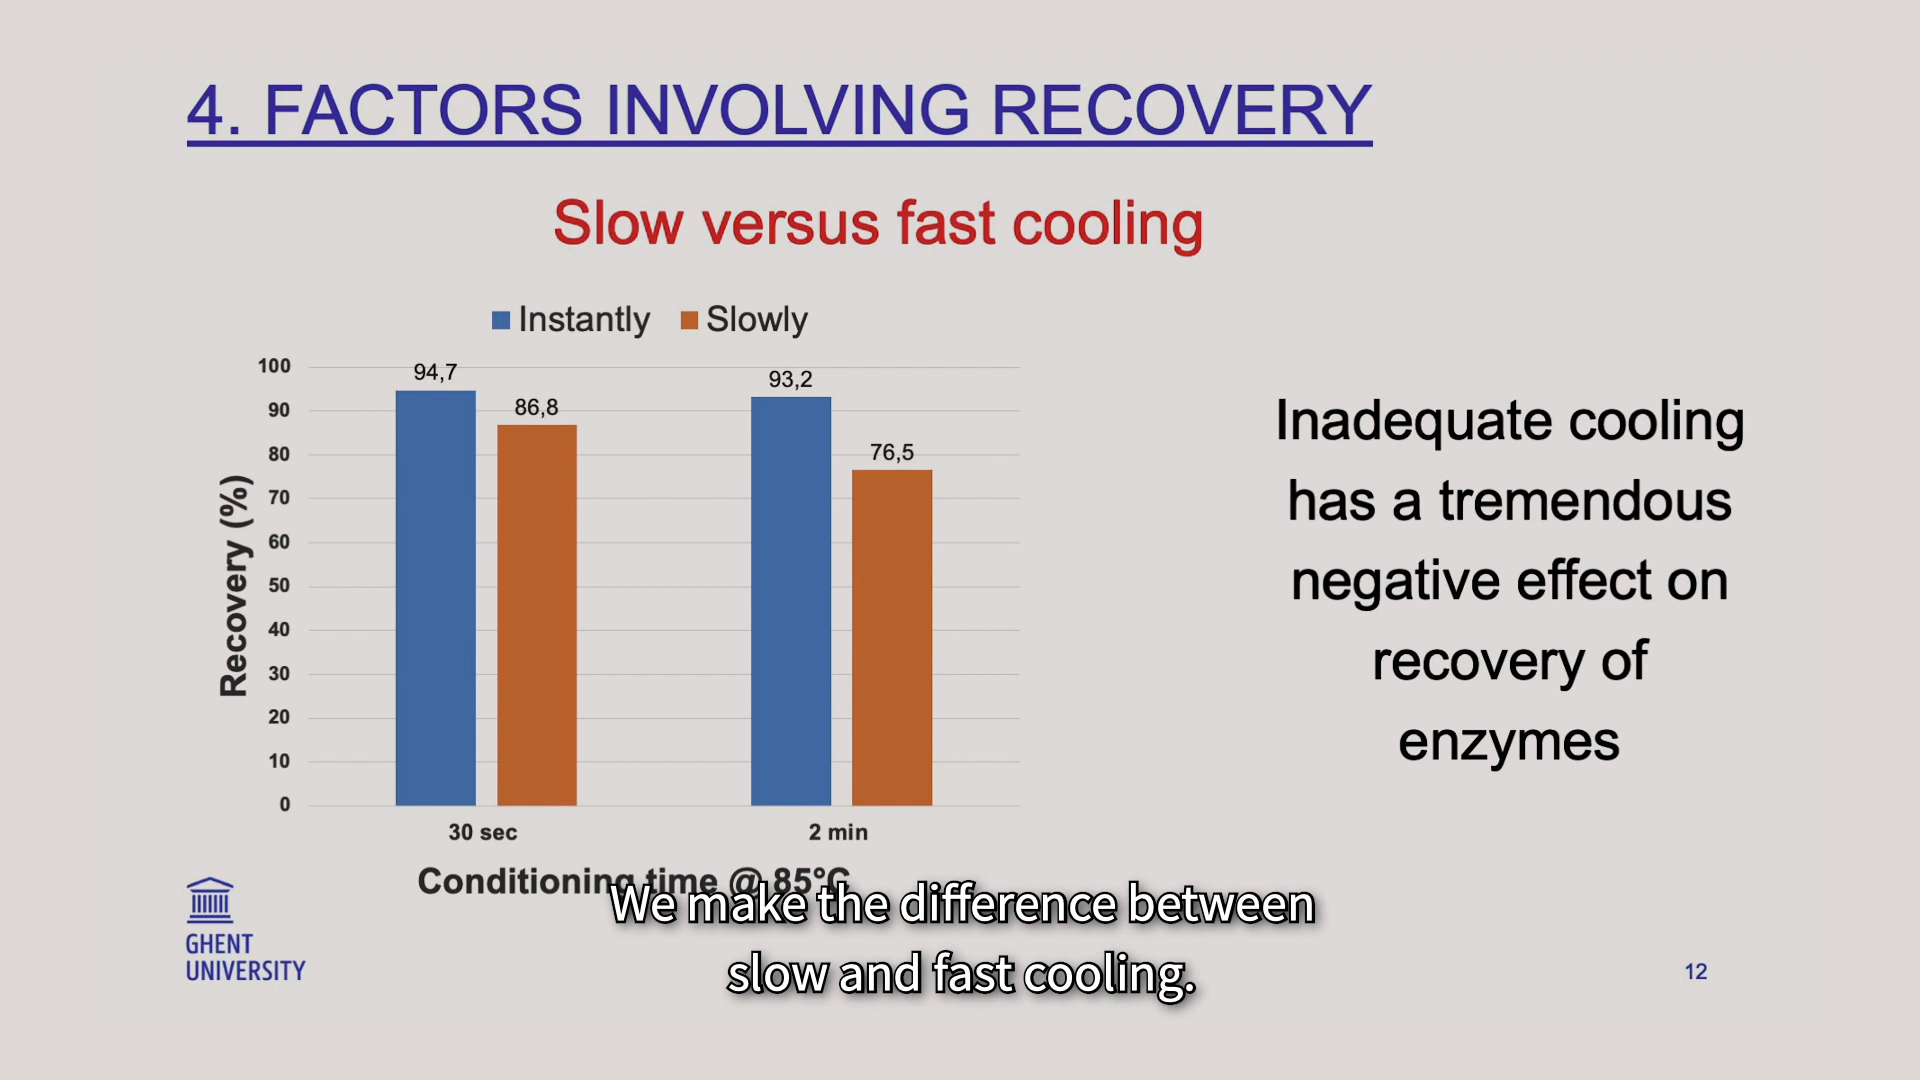 4. FACTORS INVOLVING RECOVERY
Slow versus fast cooling
Instantly Slowly
Recovery (%)
100
90
80
70
60
50
40
30
20
10
0
94,7
86,8
93,2
76,5
30 sec
2 min
Conditioning time @ 85°C
Inadequate cooling
has a tremendous
negative effect on
recovery of
enzymes
We make the difference between
slow and fast cooling.
GHENT
UNIVERSITY
12